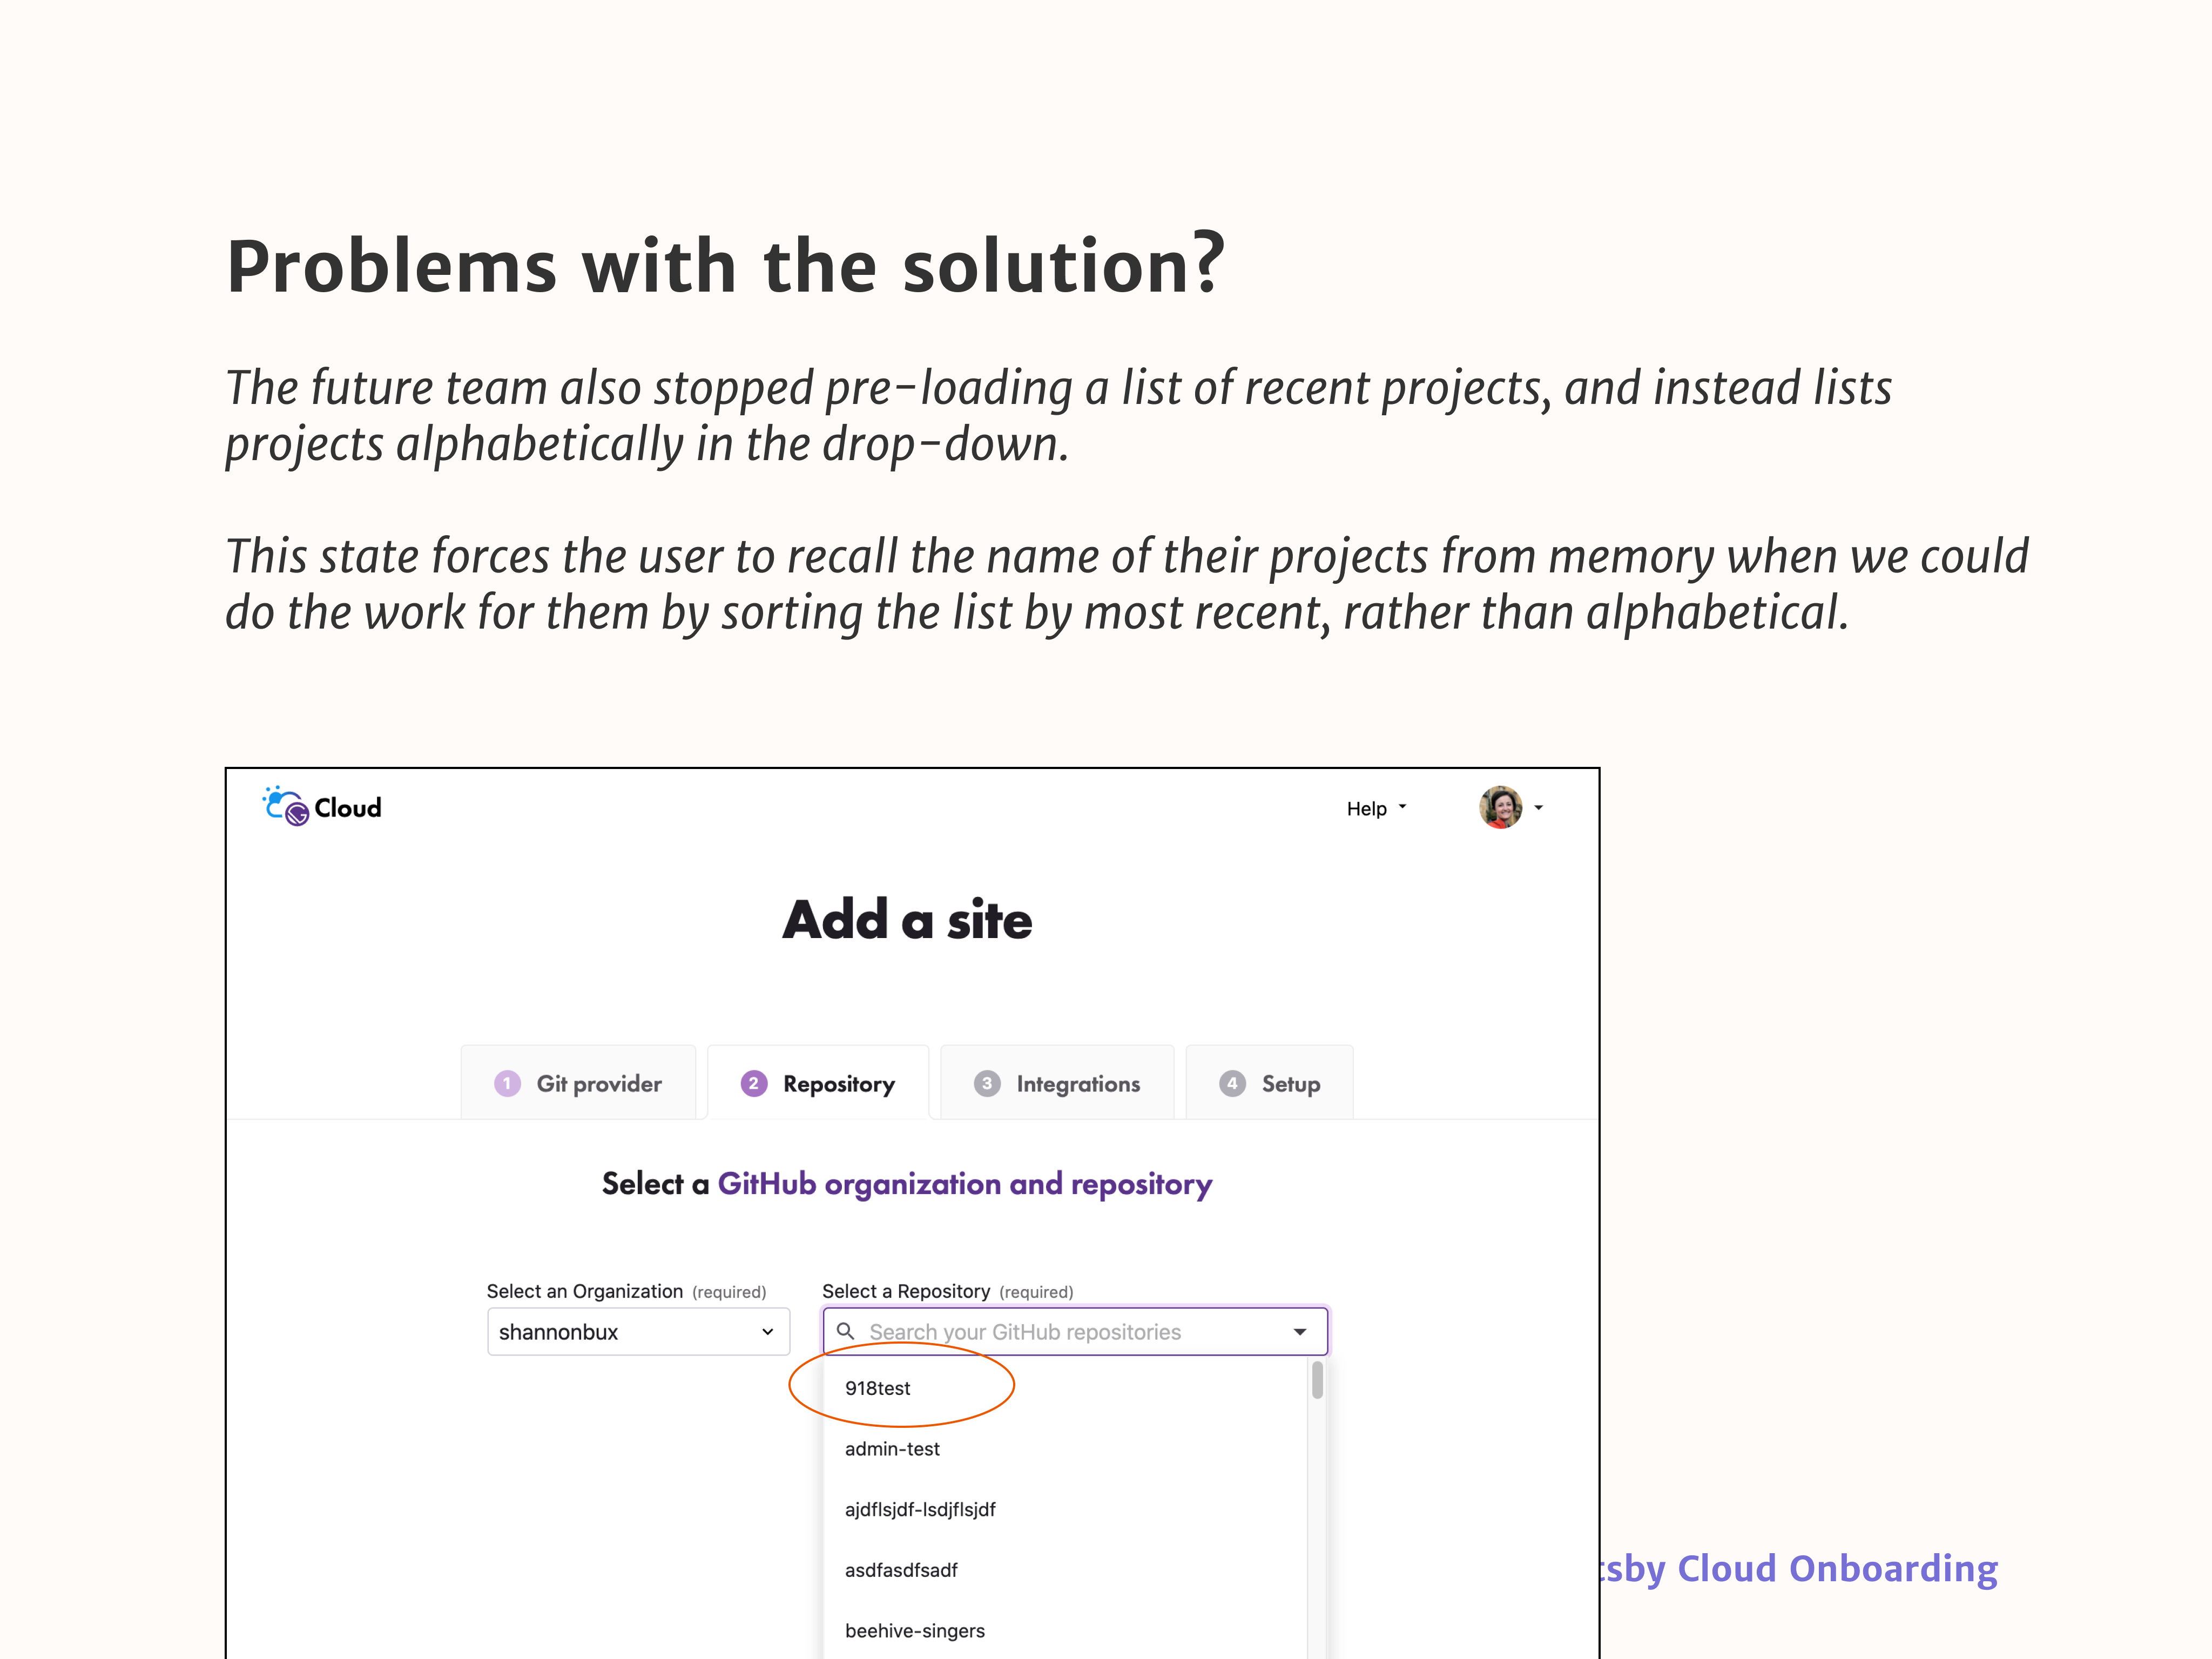 Problems with the solution?
The future team also stopped pre-loading a list of recent projects, and instead lists
projects alphabetically in the drop-down.
This state forces the user to recall the name of their projects from memory when we could
do the work for them by sorting the list by most recent, rather than alphabetical.
Cloud
Help
Add a site
1 Git provider
2 Repository
3 Integrations
4 Setup
Select a GitHub organization and repository
Select an Organization (required)
Select a Repository (required)
shannonbux
Search your GitHub repositories
918test
admin-test
ajdflsjdf-lsdjflsjdf
asdfasdfsadf
beehive-singers
tsby Cloud Onboarding